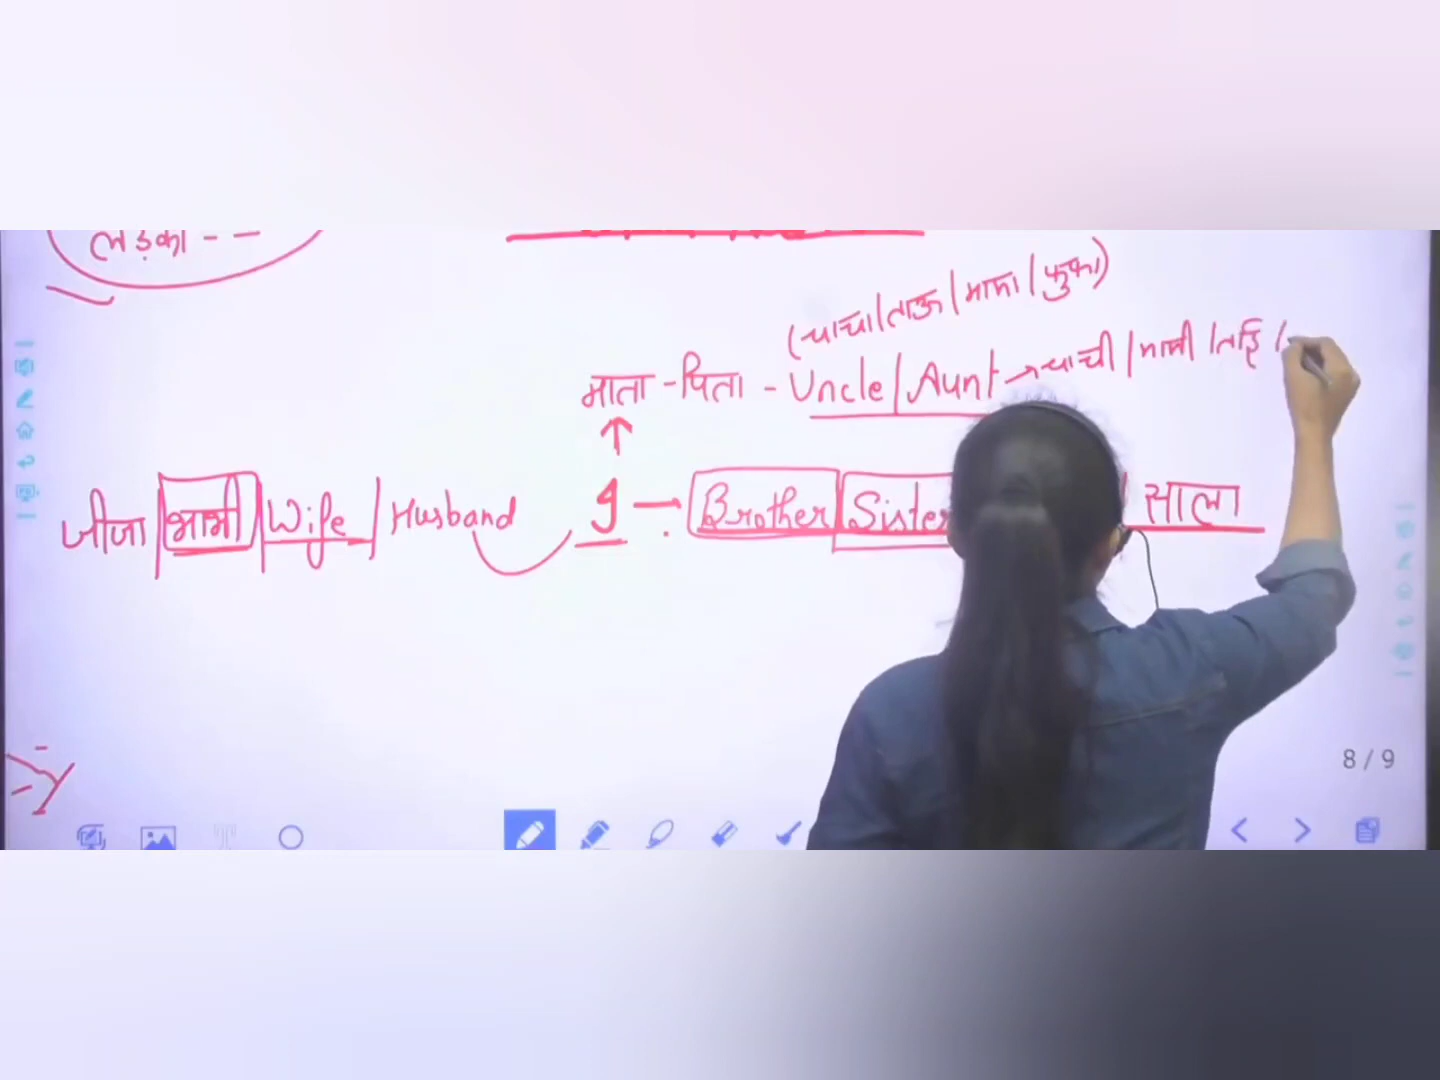 लड़का - -
(चाचा/ताऊ/मामा/फुफा)
माता - पिता - Uncle/Aunt → चाची/मामी/ताई/
जीजा/भाभी/Wife/Husband
I → Brother Sister
साला
8 / 9